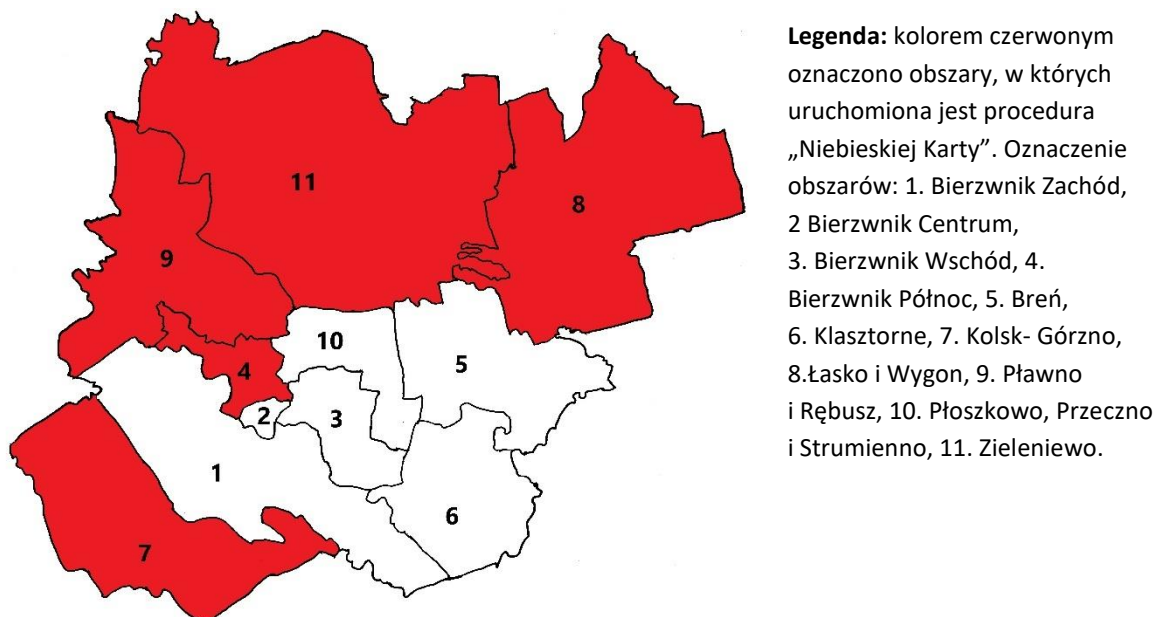 Legenda: kolorem czerwonym
oznaczono obszary, w których
uruchomiona jest procedura
„Niebieskiej Karty”. Oznaczenie
obszarów: 1. Bierzwnik Zachód,
2 Bierzwnik Centrum,
3. Bierzwnik Wschód, 4.
Bierzwnik Północ, 5. Breń,
6. Klasztorne, 7. Kolsk- Górzno,
8.Łasko i Wygon, 9. Pławno
i Rębusz, 10. Płoszkowo, Przeczno
i Strumienno, 11. Zieleniewo.
11
8
9
10
5
4
2
3
1
6
7